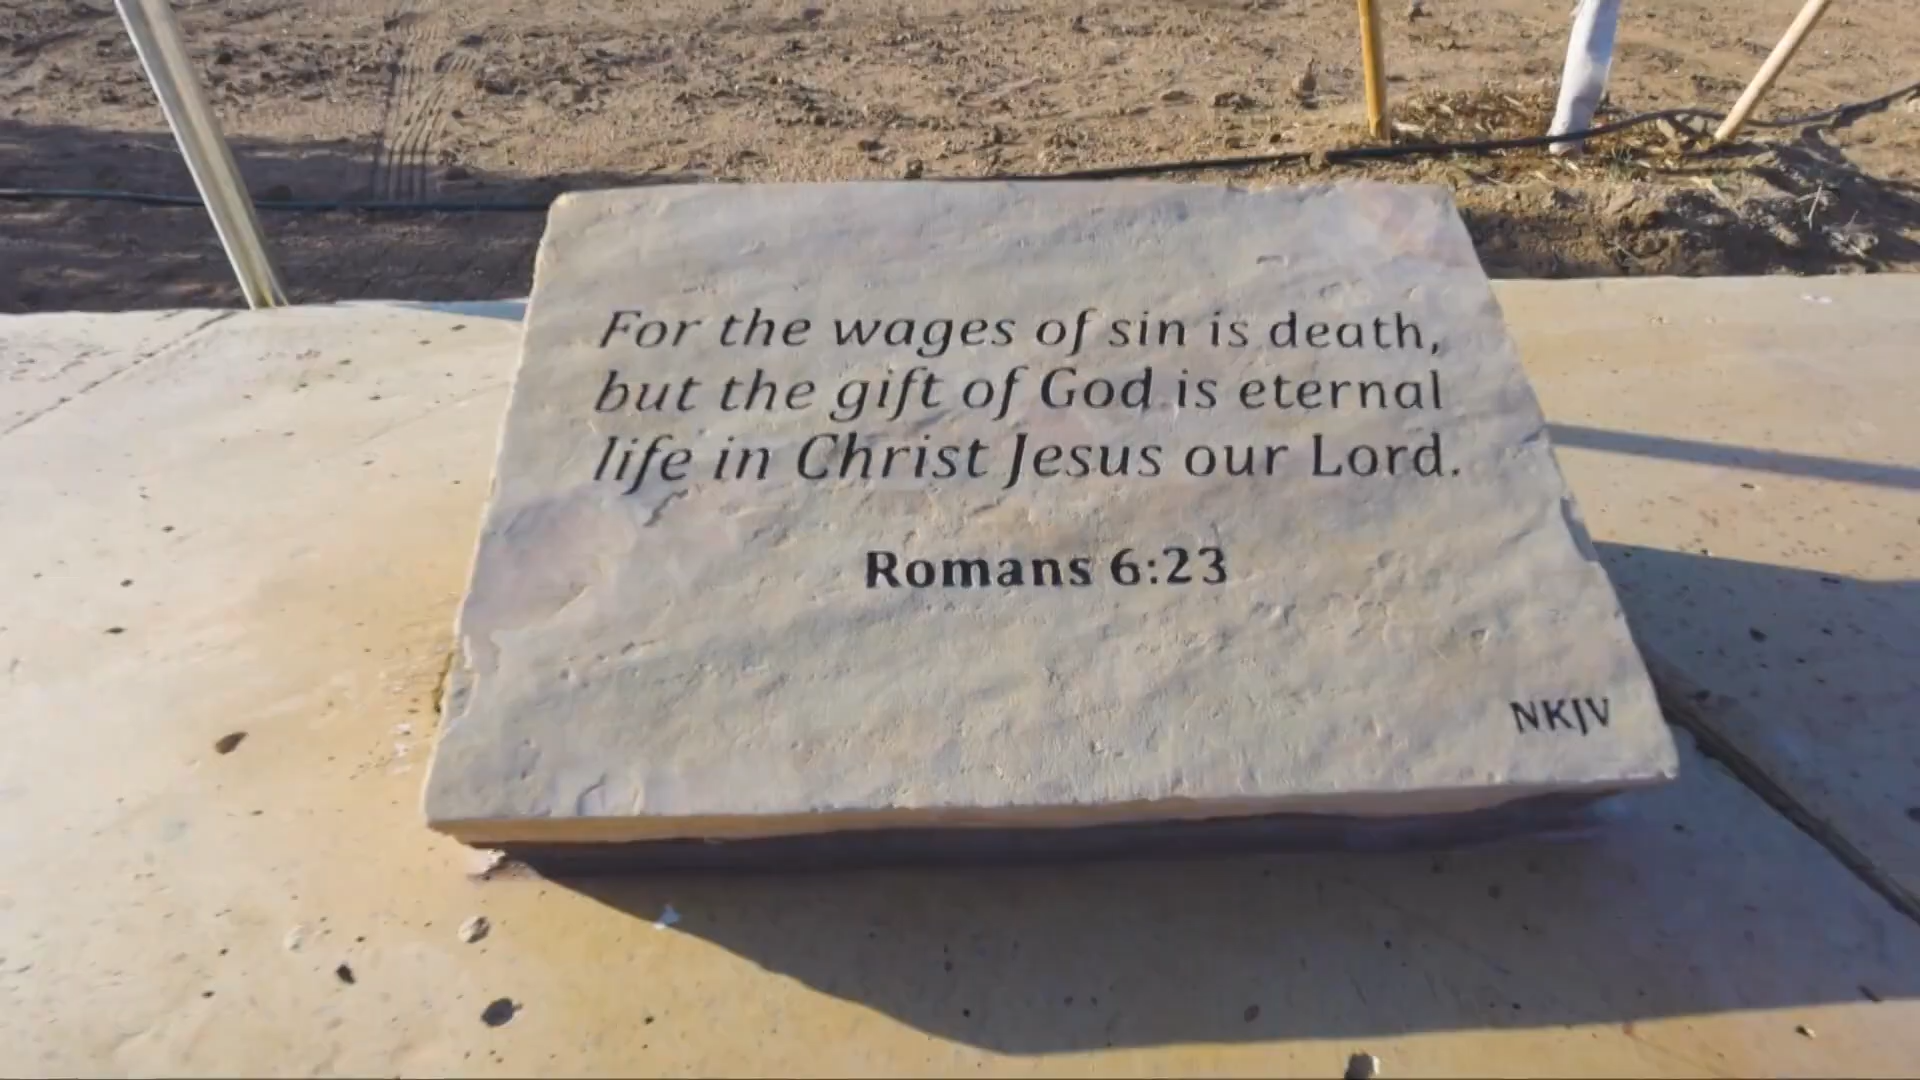 For the wages of sin is death,
but the gift of God is eternal
life in Christ Jesus our Lord.
Romans 6:23
NKJV